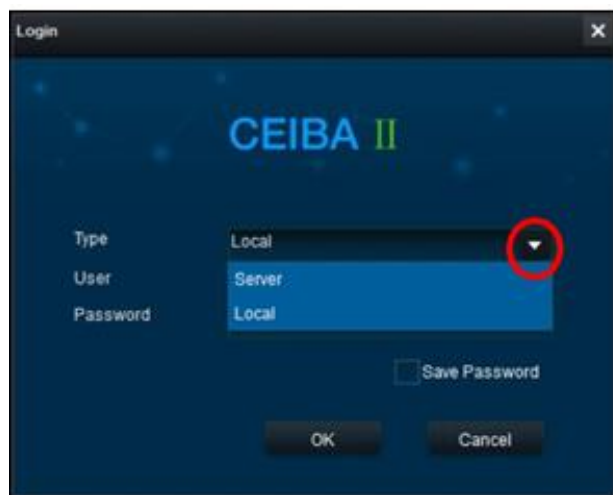 Login
CEIBA II
Type Local
User Server
Password Local
Save Password
OK Cancel